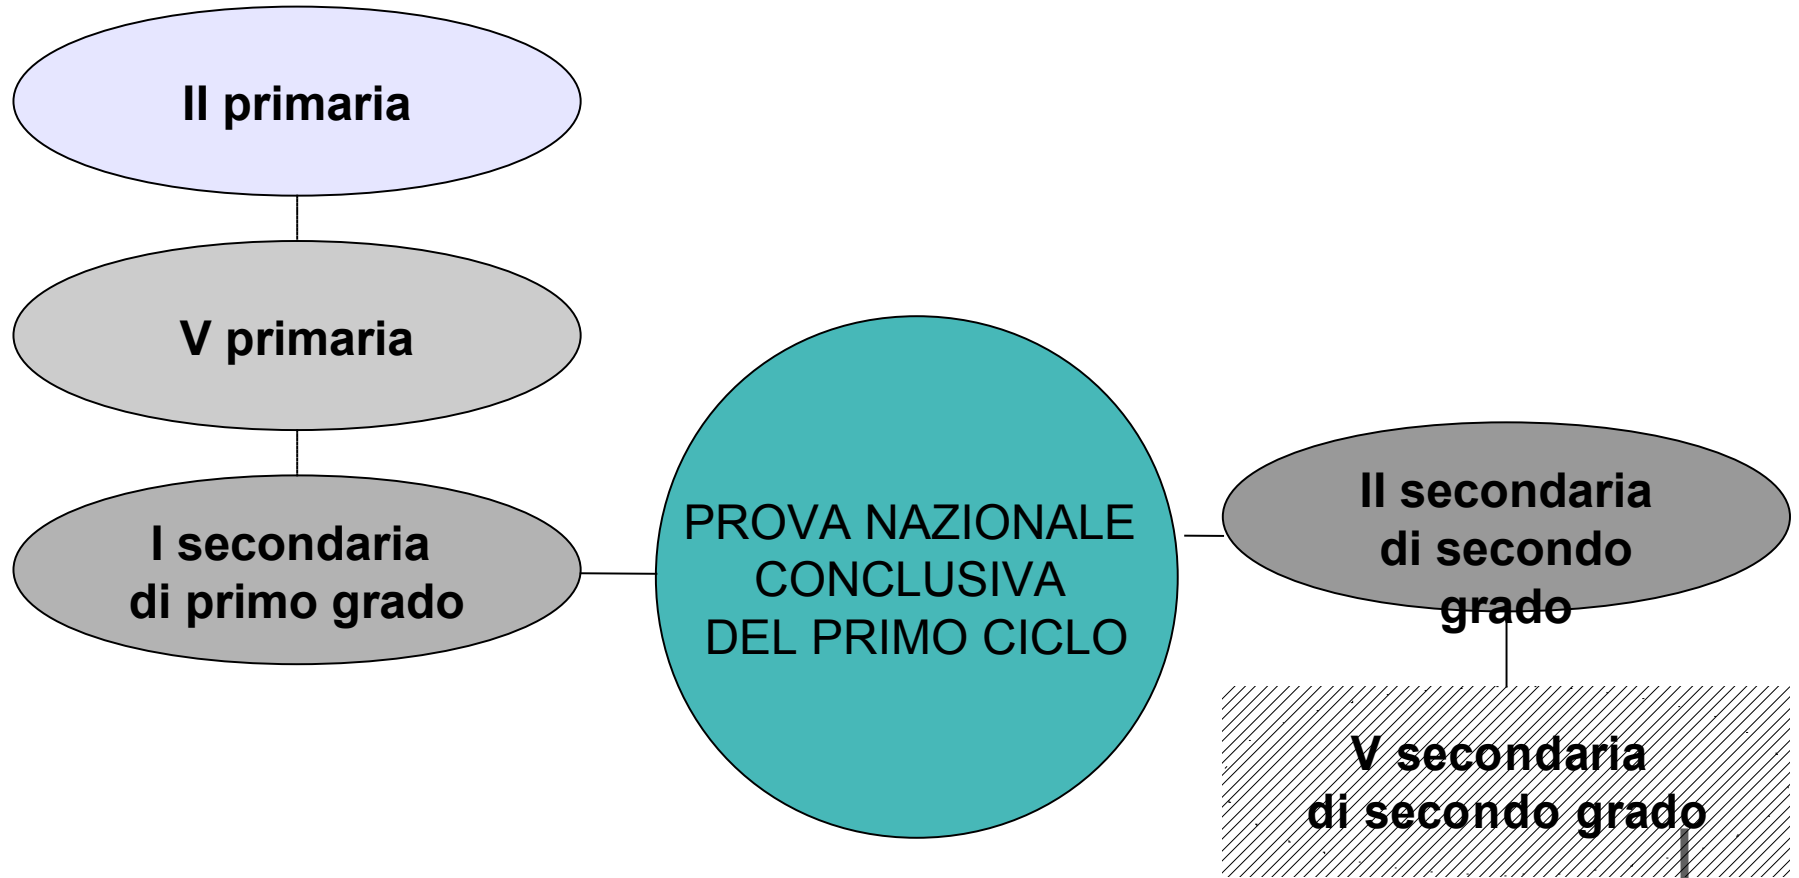 II primaria
V primaria
I secondaria
di primo grado
PROVA NAZIONALE
CONCLUSIVA
DEL PRIMO CICLO
II secondaria
di secondo
grado
V secondaria
di secondo grado